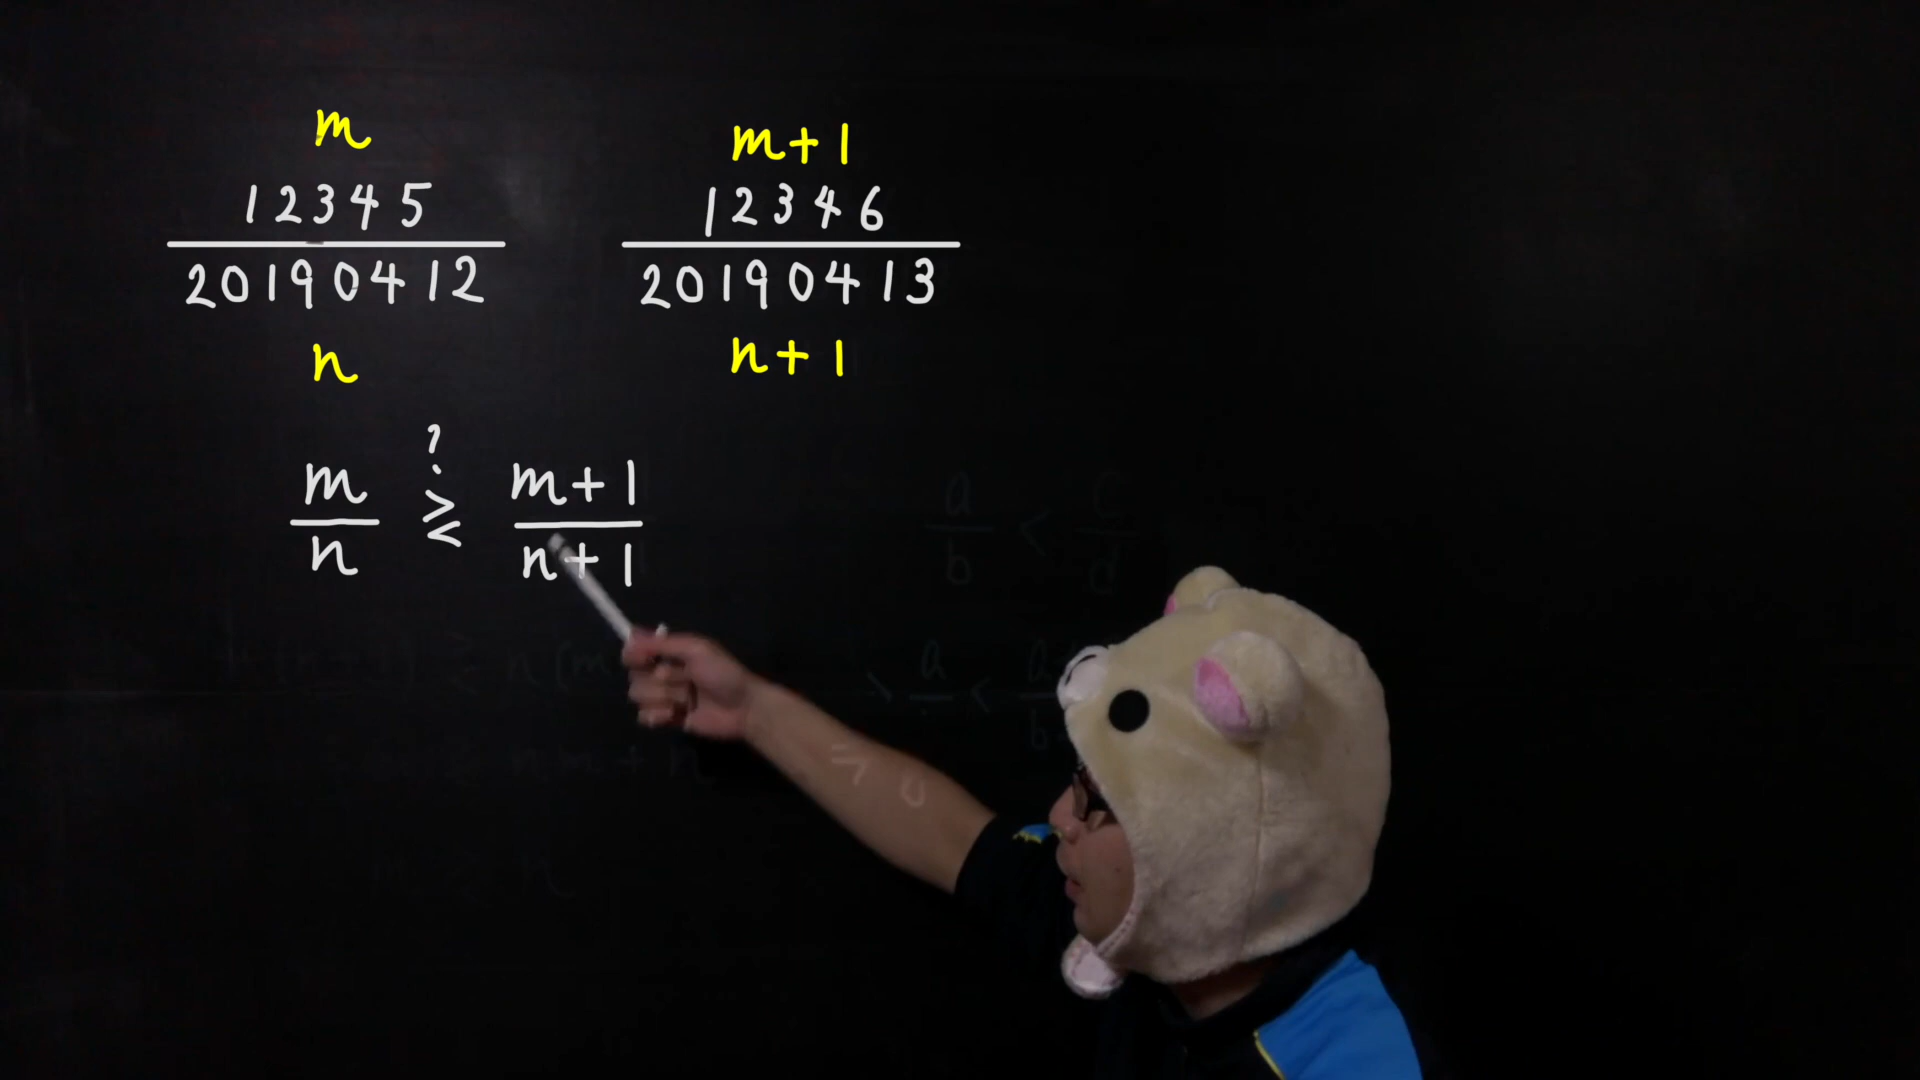 m
12345
20190412
n
m+1
12346
20190413
n+1
?
m/n ≷ m+1/n+1
a/b < c/d